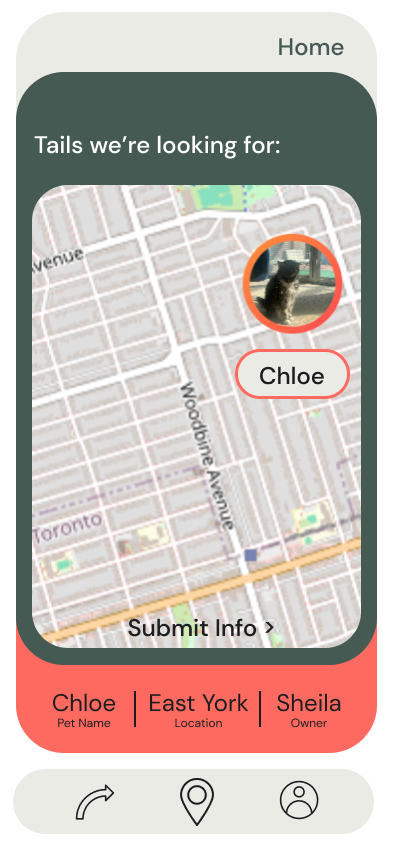 Home
Tails we’re looking for:
venue
Chloe
Woodbine Avenue
Toronto
Submit Info >
Chloe
Pet Name
East York
Location
Sheila
Owner